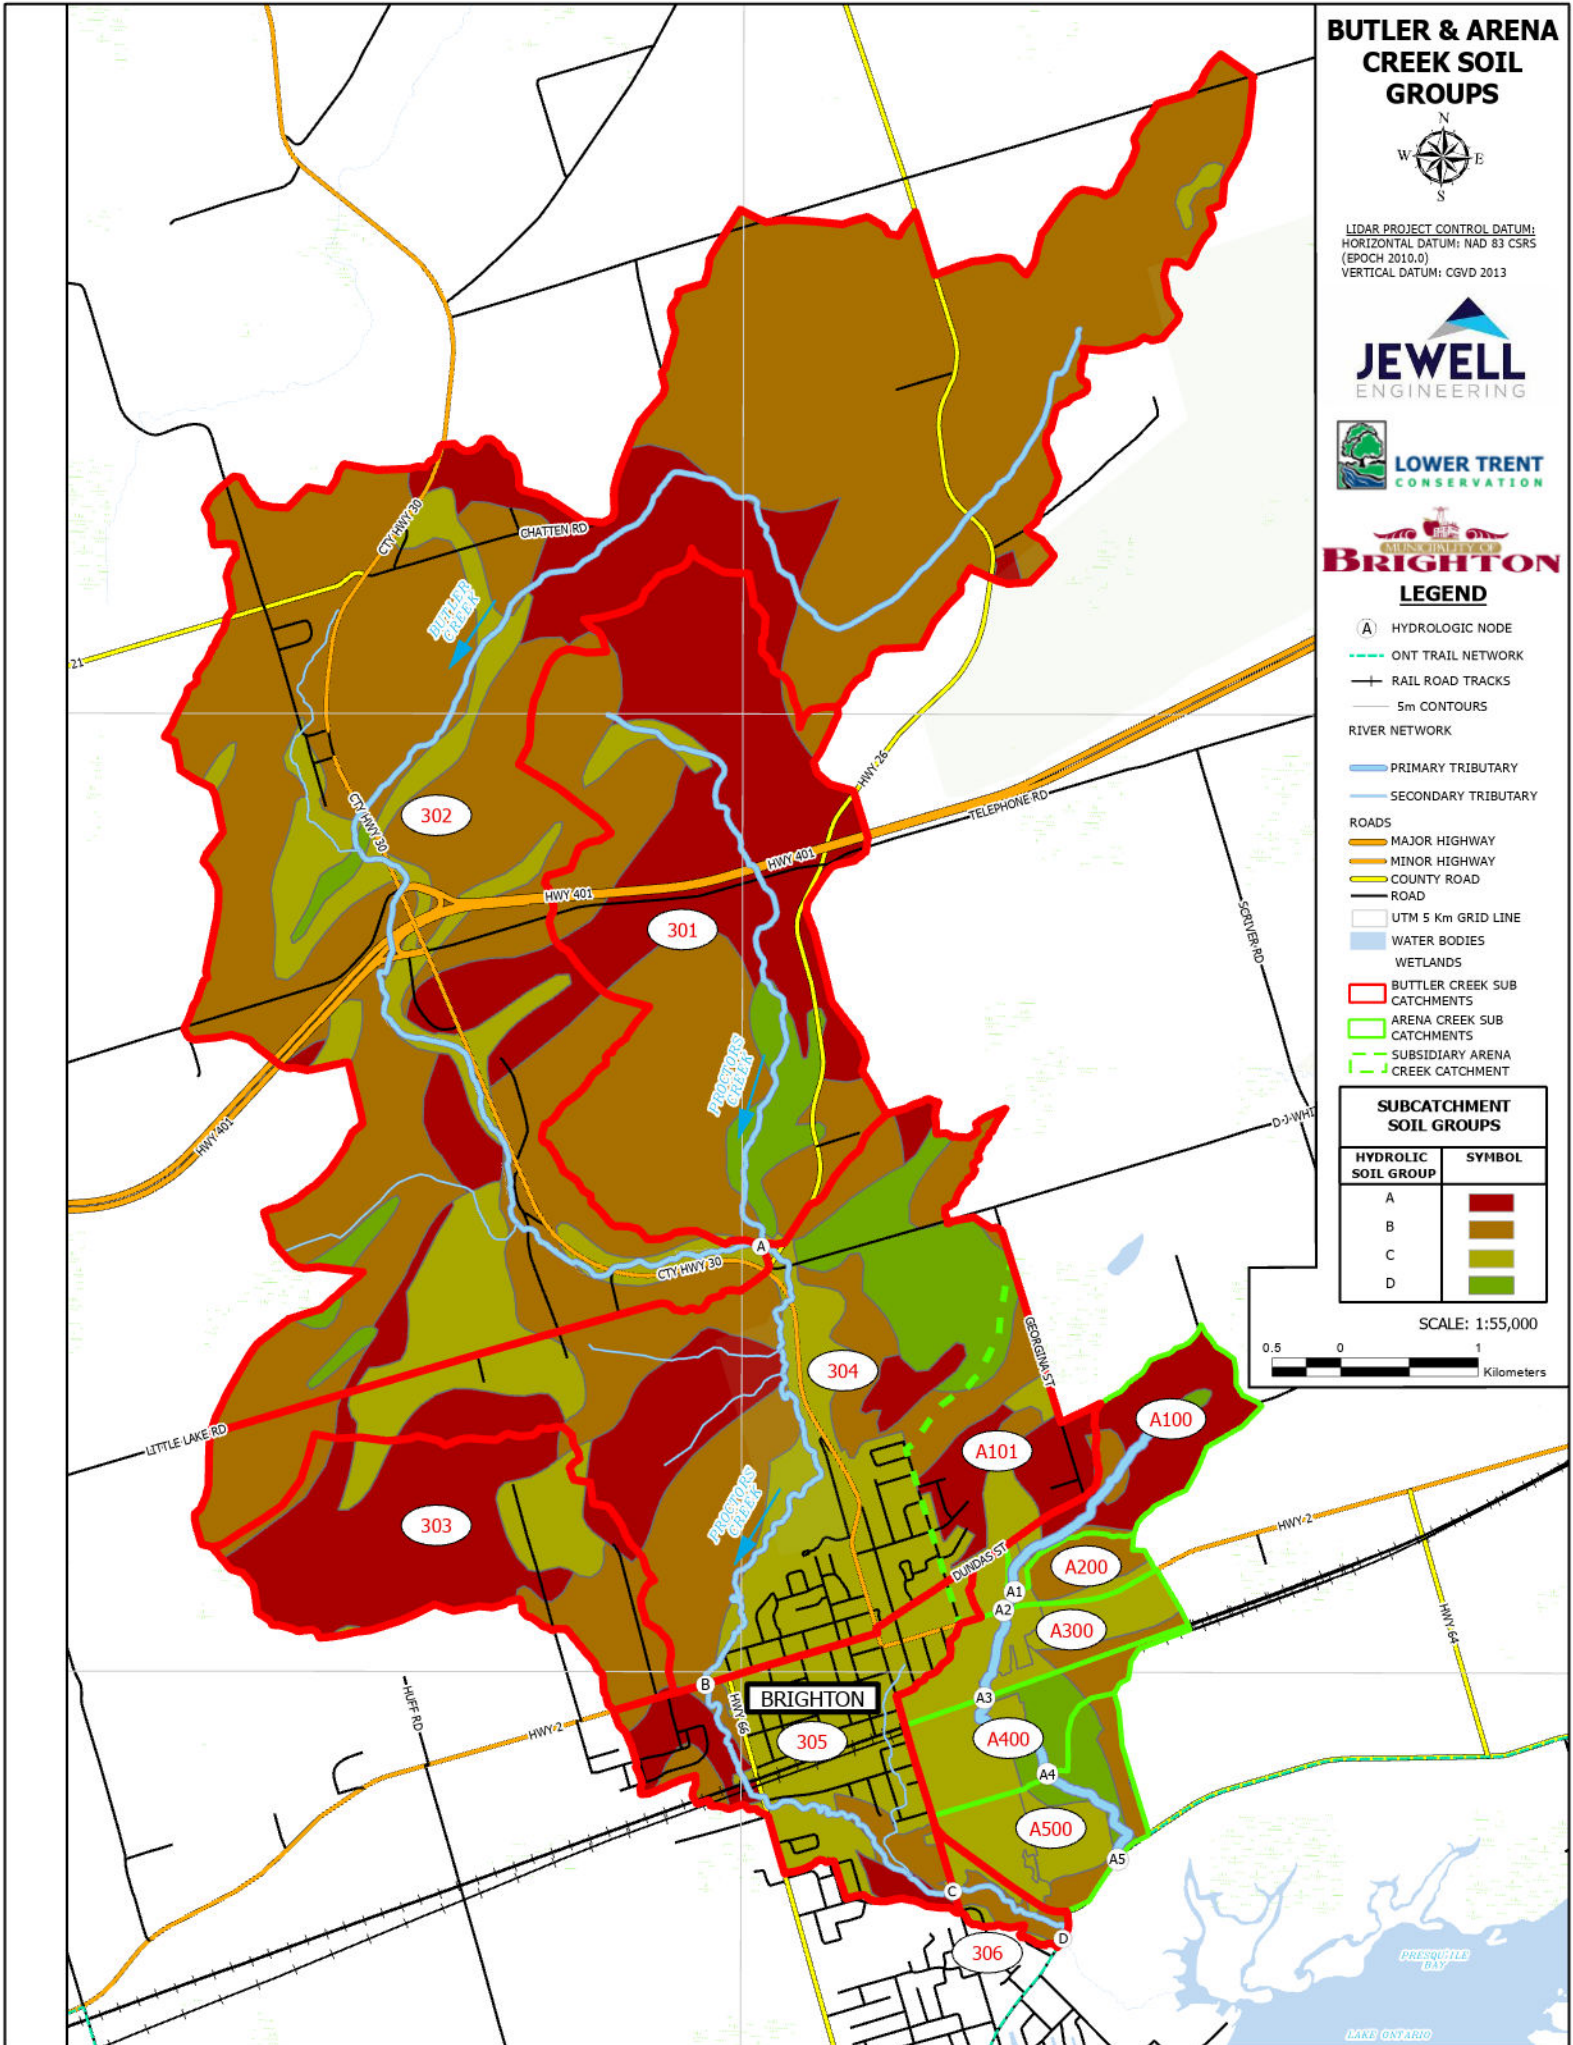 BUTLER & ARENA
CREEK SOIL
GROUPS
N
W
E
S
LIDAR PROJECT CONTROL DATUM:
HORIZONTAL DATUM: NAD 83 CSRS
(EPOCH 2010.0)
VERTICAL DATUM: CGVD 2013
JEWELL
ENGINEERING
LOWER TRENT
CONSERVATION
MUNICIPALITY OF
BRIGHTON
LEGEND
A HYDROLOGIC NODE
ONT TRAIL NETWORK
RAIL ROAD TRACKS
5m CONTOURS
RIVER NETWORK
PRIMARY TRIBUTARY
SECONDARY TRIBUTARY
ROADS
MAJOR HIGHWAY
MINOR HIGHWAY
COUNTY ROAD
ROAD
UTM 5 Km GRID LINE
WATER BODIES
WETLANDS
BUTTLER CREEK SUB
CATCHMENTS
ARENA CREEK SUB
CATCHMENTS
SUBSIDIARY ARENA
CREEK CATCHMENT
SUBCATCHMENT
SOIL GROUPS
HYDROLIC
SOIL GROUP
SYMBOL
A
B
C
D
SCALE: 1:55,000
0.5
0
1
Kilometers
CTY HWY 30
CHATTEN RD
BUTLER
CREEK
21
302
CTY HWY 30
HWY 26
TELEPHONE RD
HWY 401
HWY 401
301
SCRIVER RD
PROCTORS
CREEK
HWY 401
D-J-WHI
A
CTY HWY 30
304
GEORGINA ST
LITTLE LAKE RD
A100
A101
303
PROCTORS
CREEK
HWY 2
DUNDAS ST
A200
A1
A2
A300
HWY 64
B
BRIGHTON
A3
HUFF RD
HWY 66
HWY 2
305
A400
A4
A500
A5
C
D
306
PRESQU'ILE
BAY
LAKE ONTARIO